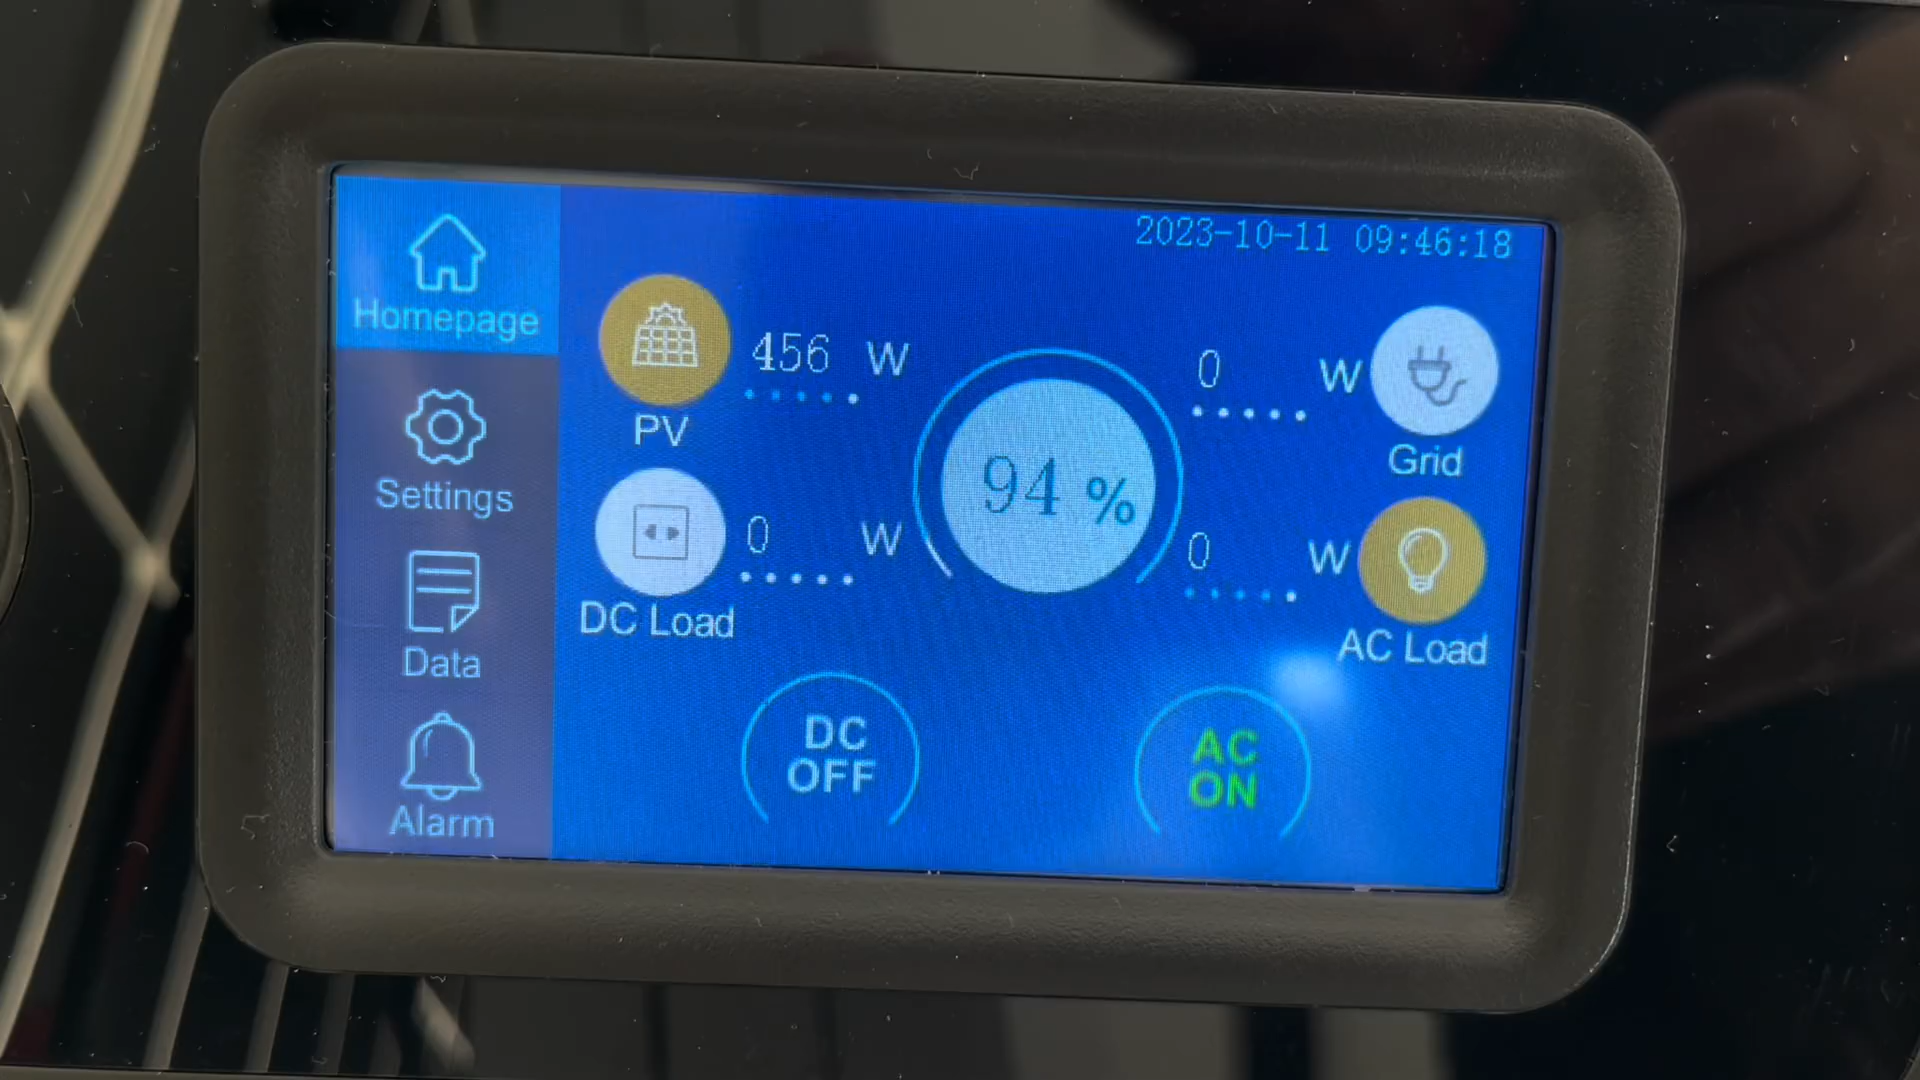 2023-10-11 09:46:18
Homepage
Settings
Data
Alarm
456 W
PV
0 W
DC Load
94 %
0 W
Grid
0 W
AC Load
DC
OFF
AC
ON